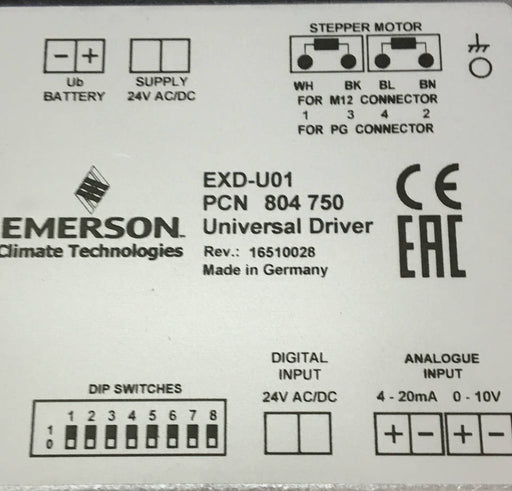 STEPPER MOTOR
- +
Ub
BATTERY
SUPPLY
24V AC/DC
WH BK BL BN
FOR M12 CONNECTOR
1 3 4 2
FOR PG CONNECTOR
EMERSON.
Climate Technologies
EXD-U01
PCN 804 750
Universal Driver
Rev.: 16510028
Made in Germany
CE
EAC
DIP SWITCHES
1 2 3 4 5 6 7 8
1
0
DIGITAL
INPUT
24V AC/DC
ANALOGUE
INPUT
4 - 20mA 0 - 10V
+ - + -